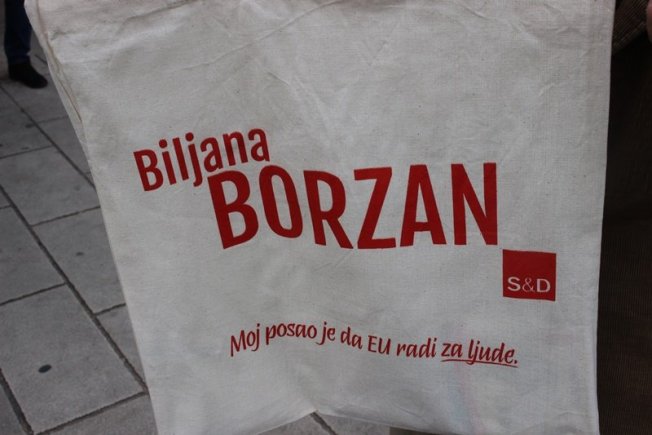 Biljana
BORZAN
S&D
Moj posao je da EU radi za ljude.